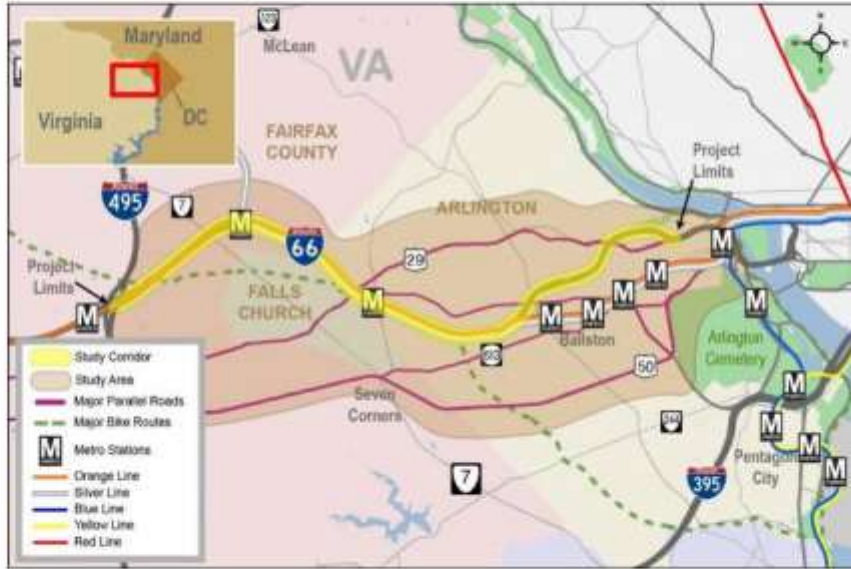 Maryland
Virginia
DC
123
McLean
VA
FAIRFAX
COUNTY
495
7
M
66
ARLINGTON
29
Project
Limits
Project
Limits
FALLS
CHURCH
M
M
M
M
M
M
M
M
M
M
M
M
M
Ballston
Arlington
Cemetery
50
Seven
Corners
7
395
Pentagon
City
Study Corridor
Study Area
Major Parallel Roads
Major Bike Routes
M
Metro Stations
Orange Line
Silver Line
Blue Line
Yellow Line
Red Line